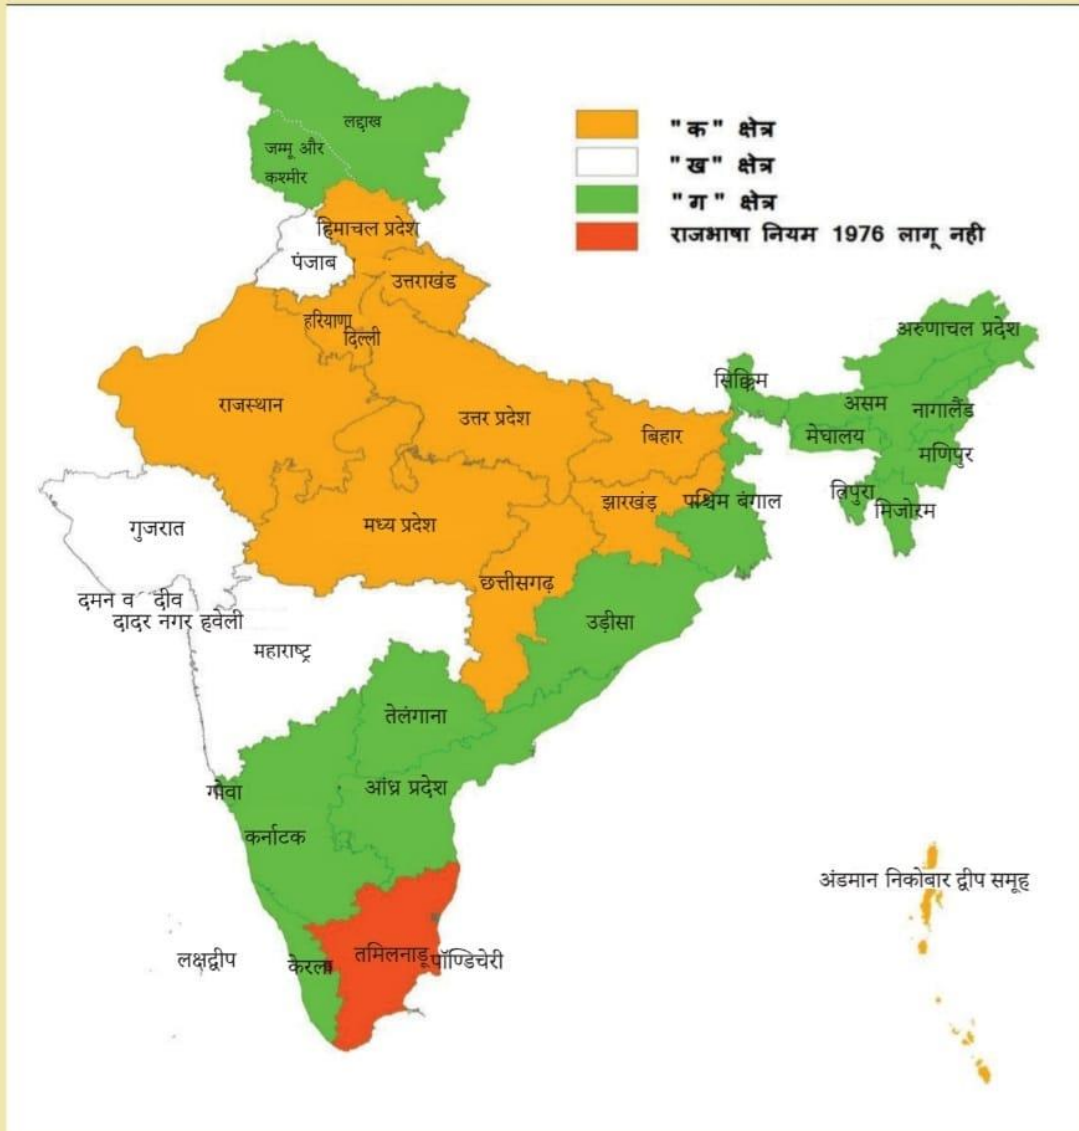 "क" क्षेत्र
"ख" क्षेत्र
"ग" क्षेत्र
राजभाषा नियम 1976 लागू नही
लद्दाख
जम्मू और
कश्मीर
हिमाचल प्रदेश
पंजाब
उत्तराखंड
हरियाणा
दिल्ली
राजस्थान
उत्तर प्रदेश
बिहार
सिक्किम
अरुणाचल प्रदेश
असम
नागालैंड
मेघालय
मणिपुर
त्रिपुरा
मिजोरम
गुजरात
मध्य प्रदेश
झारखंड़
पश्चिम बंगाल
छत्तीसगढ़
दमन व दीव
दादर नगर हवेली
महाराष्ट्र
उड़ीसा
तेलंगाना
आंध्र प्रदेश
गोवा
कर्नाटक
अंडमान निकोबार द्वीप समूह
लक्षद्वीप
केरला
तमिलनाडू
पॉण्डिचेरी